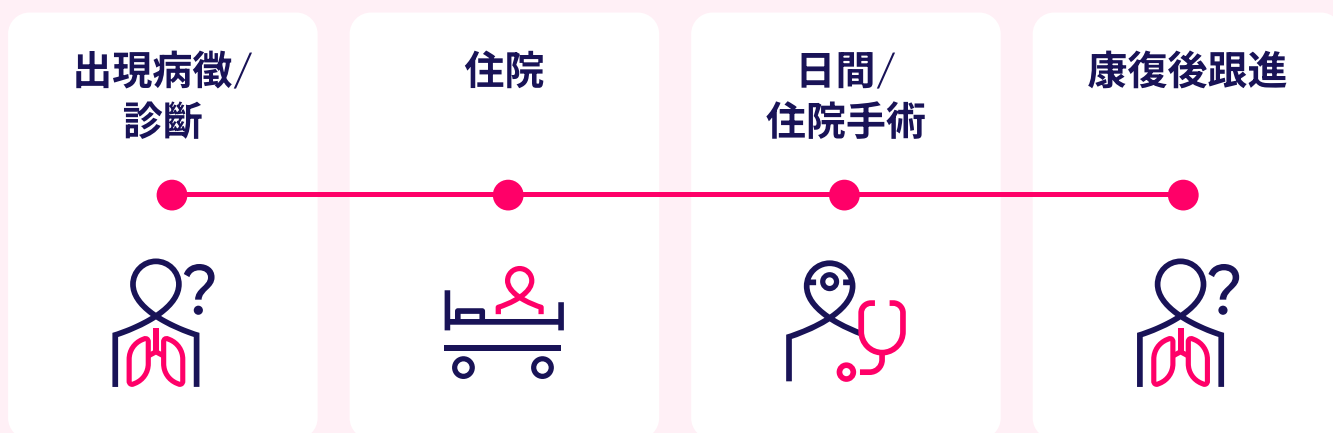 出現病徵/
診斷
住院
日間/
住院手術
康復後跟進